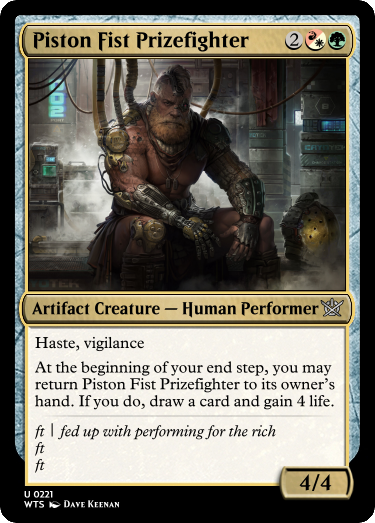 Piston Fist Prizefighter 2
Artifact Creature — Human Performer
Haste, vigilance
At the beginning of your end step, you may
return Piston Fist Prizefighter to its owner's
hand. If you do, draw a card and gain 4 life.
ft | fed up with performing for the rich
ft
ft
4/4
U 0221
WTS DAVE KEENAN